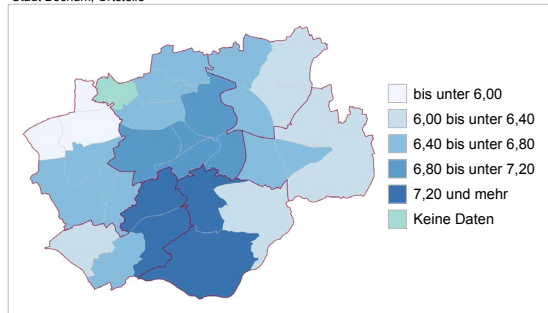 Stadt Bochum, Ortsteile
bis unter 6,00
6,00 bis unter 6,40
6,40 bis unter 6,80
6,80 bis unter 7,20
7,20 und mehr
Keine Daten